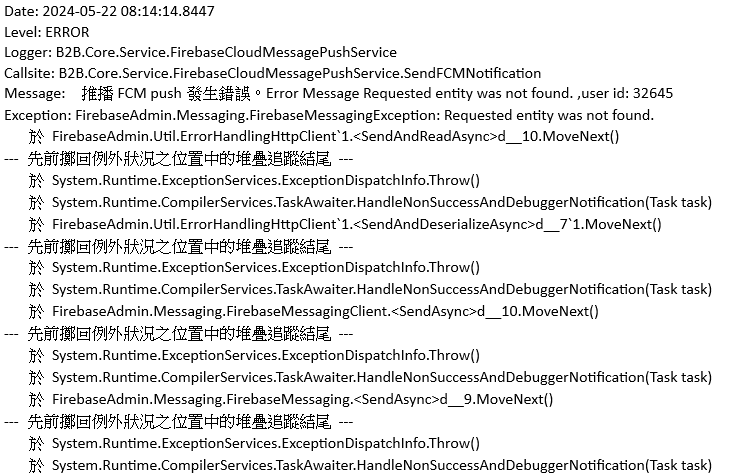 Date: 2024-05-22 08:14:14.8447
Level: ERROR
Logger: B2B.Core.Service.FirebaseCloudMessagePushService
Callsite: B2B.Core.Service.FirebaseCloudMessagePushService.SendFCMNotification
Message: 推播 FCM push 發生錯誤。Error Message Requested entity was not found. ,user id: 32645
Exception: FirebaseAdmin.Messaging.FirebaseMessagingException: Requested entity was not found.
於 FirebaseAdmin.Util.ErrorHandlingHttpClient`1.<SendAndReadAsync>d__10.MoveNext()
--- 先前擲回例外狀況之位置中的堆疊追蹤結尾 ---
於 System.Runtime.ExceptionServices.ExceptionDispatchInfo.Throw()
於 System.Runtime.CompilerServices.TaskAwaiter.HandleNonSuccessAndDebuggerNotification(Task task)
於 FirebaseAdmin.Util.ErrorHandlingHttpClient`1.<SendAndDeserializeAsync>d__7`1.MoveNext()
--- 先前擲回例外狀況之位置中的堆疊追蹤結尾 ---
於 System.Runtime.ExceptionServices.ExceptionDispatchInfo.Throw()
於 System.Runtime.CompilerServices.TaskAwaiter.HandleNonSuccessAndDebuggerNotification(Task task)
於 FirebaseAdmin.Messaging.FirebaseMessagingClient.<SendAsync>d__10.MoveNext()
--- 先前擲回例外狀況之位置中的堆疊追蹤結尾 ---
於 System.Runtime.ExceptionServices.ExceptionDispatchInfo.Throw()
於 System.Runtime.CompilerServices.TaskAwaiter.HandleNonSuccessAndDebuggerNotification(Task task)
於 FirebaseAdmin.Messaging.FirebaseMessaging.<SendAsync>d__9.MoveNext()
--- 先前擲回例外狀況之位置中的堆疊追蹤結尾 ---
於 System.Runtime.ExceptionServices.ExceptionDispatchInfo.Throw()
於 System.Runtime.CompilerServices.TaskAwaiter.HandleNonSuccessAndDebuggerNotification(Task task)